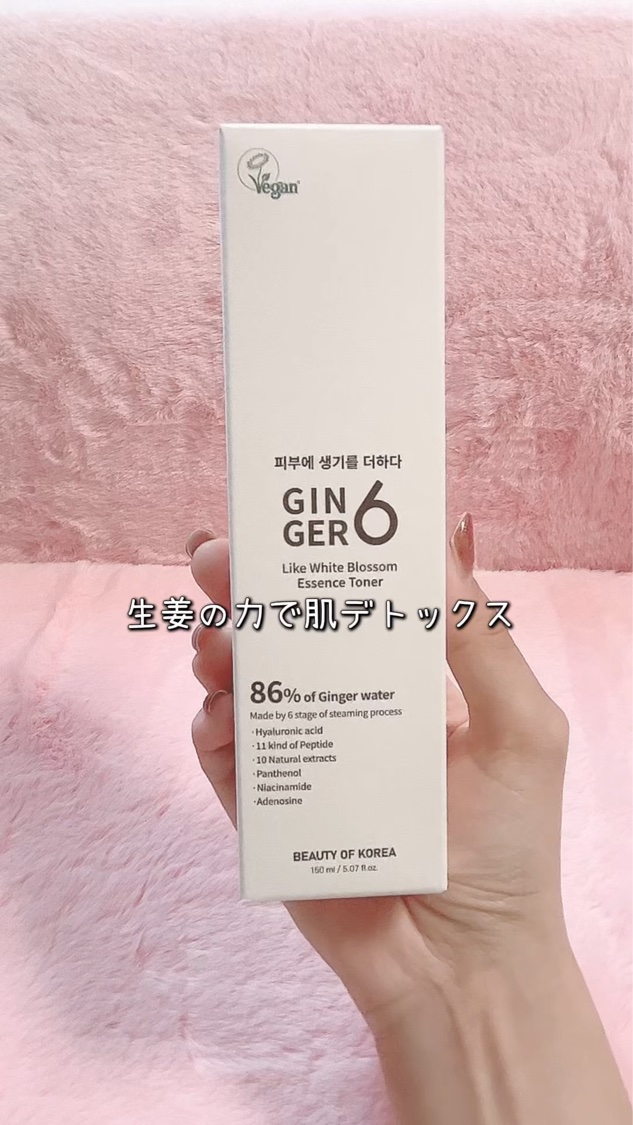 Vegan
피부에 생기를 더하다
GIN
GER 6
Like White Blossom
Essence Toner
生姜の力で肌デトックス
86% of Ginger water
Made by 6 stage of steaming process
·Hyaluronic acid
·11 kind of Peptide
·10 Natural extracts
·Panthenol
·Niacinamide
·Adenosine
BEAUTY OF KOREA
150 ml / 5.07 fl.oz.